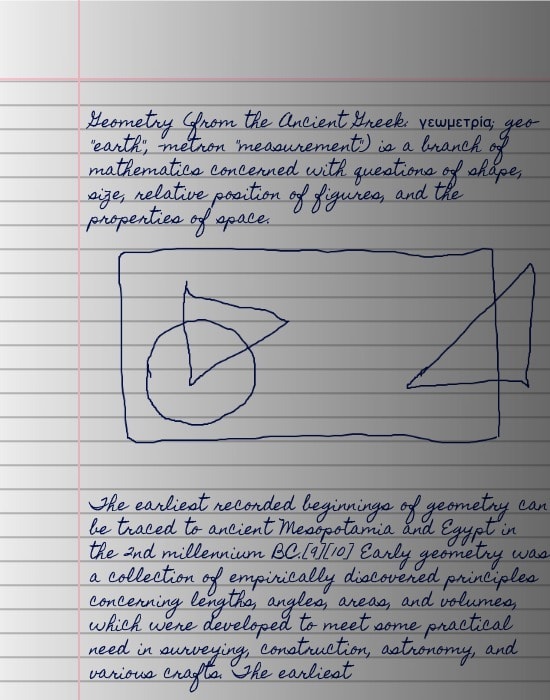 Geometry (from the Ancient Greek: γεωμετρία; geo-
"earth", -metron "measurement") is a branch of
mathematics concerned with questions of shape,
size, relative position of figures, and the
properties of space.
The earliest recorded beginnings of geometry can
be traced to ancient Mesopotamia and Egypt in
the 2nd millennium BC.[9][10] Early geometry was
a collection of empirically discovered principles
concerning lengths, angles, areas, and volumes,
which were developed to meet some practical
need in surveying, construction, astronomy, and
various crafts. The earliest